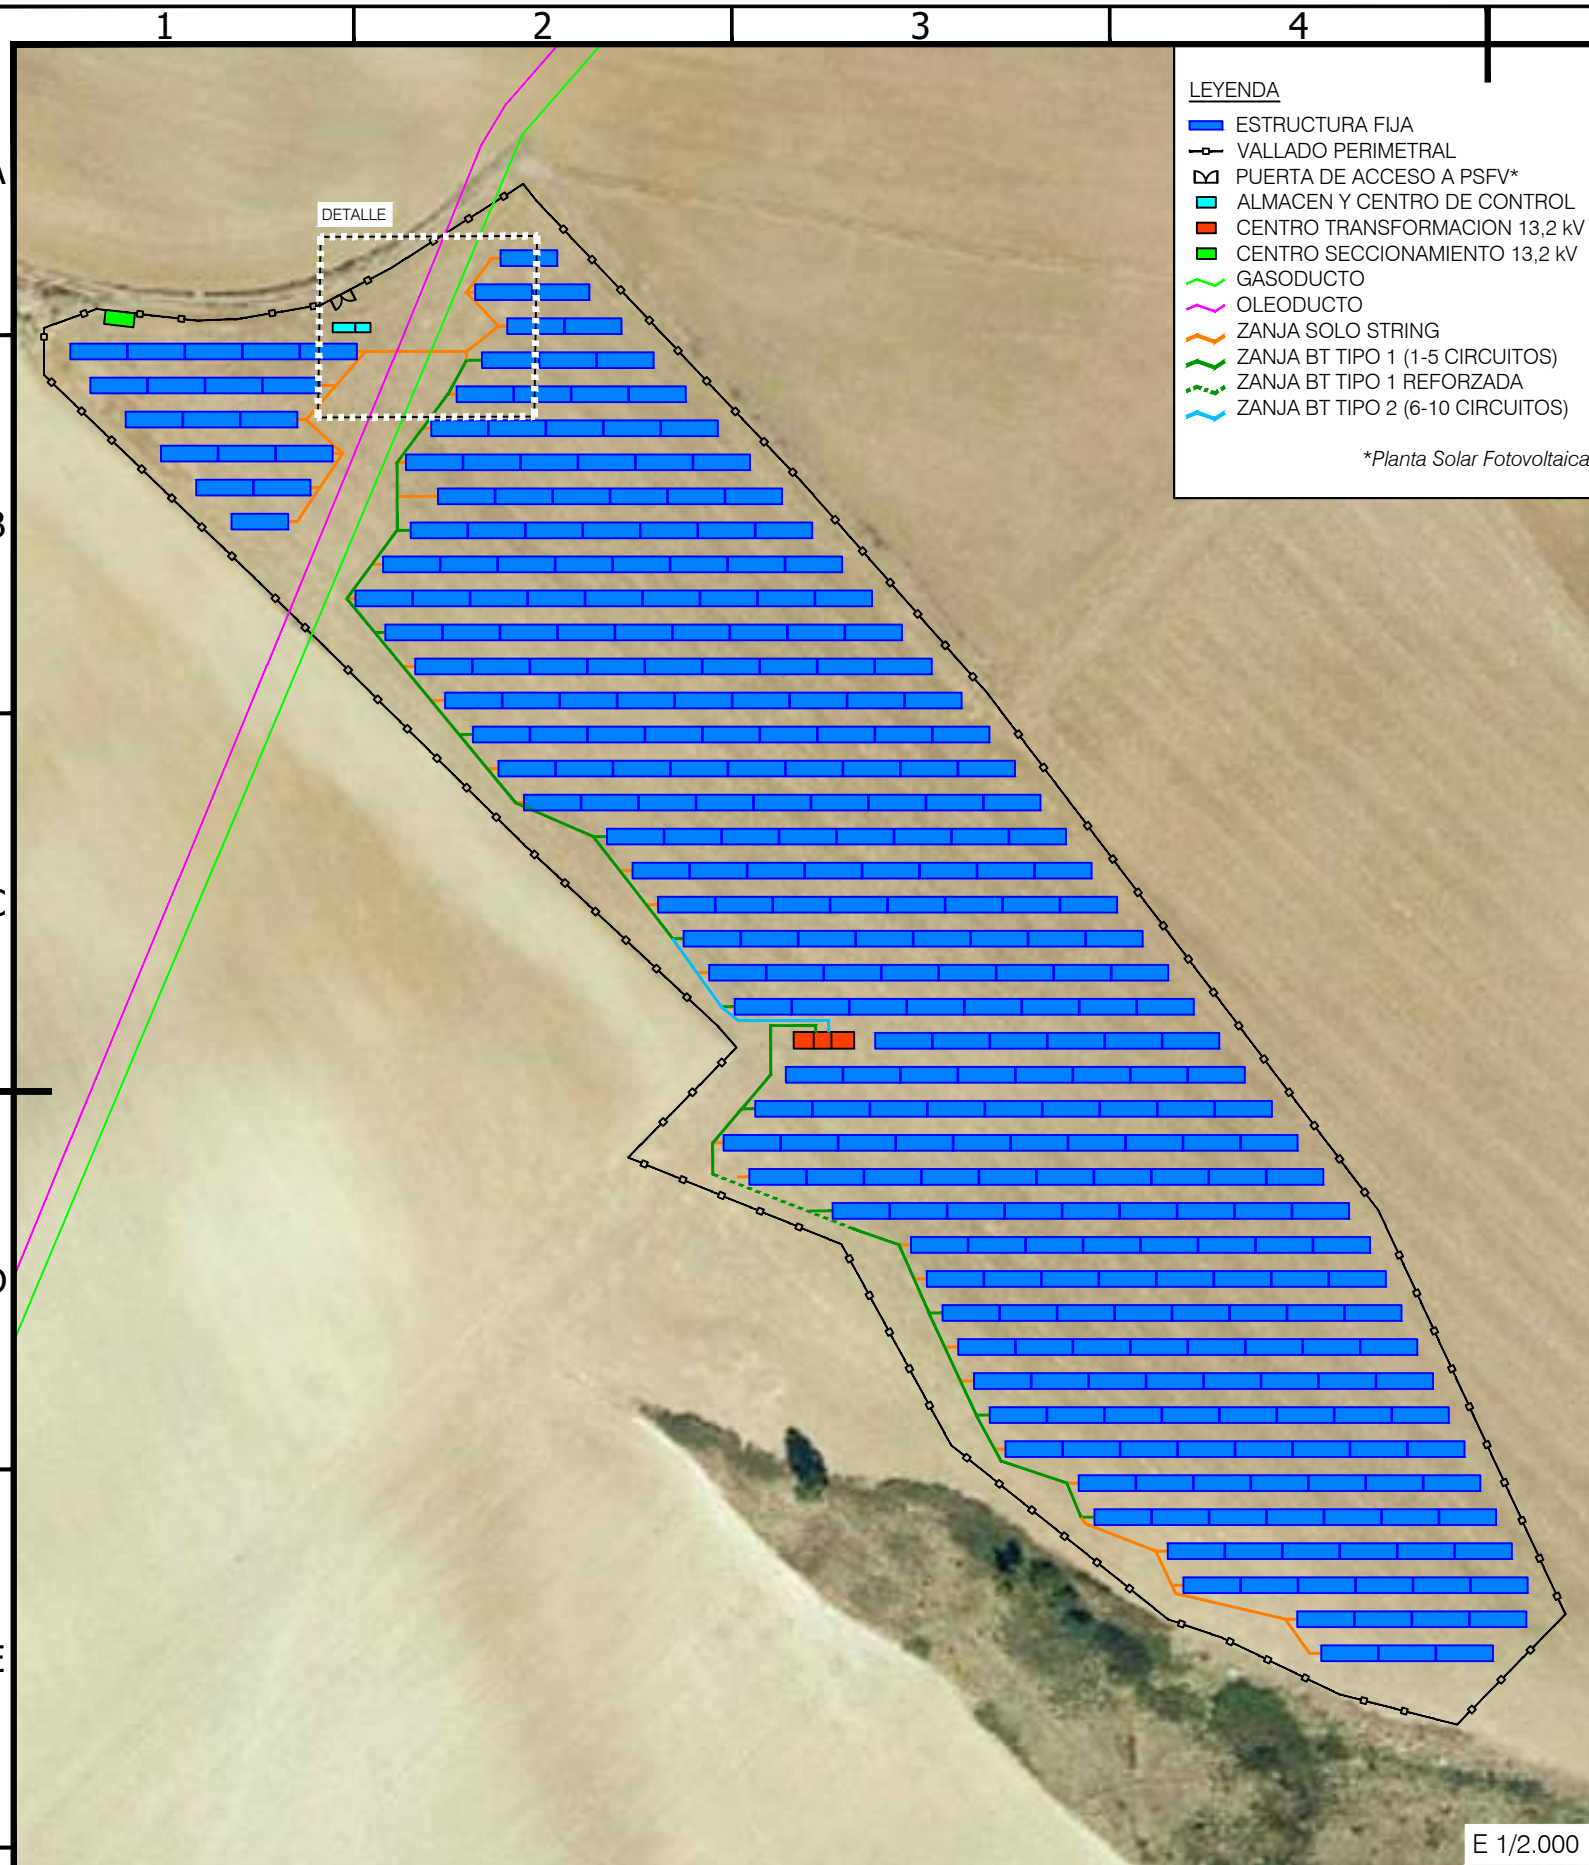 1
2
3
4
A
B
C
D
E
DETALLE
LEYENDA
ESTRUCTURA FIJA
VALLADO PERIMETRAL
PUERTA DE ACCESO A PSFV*
ALMACEN Y CENTRO DE CONTROL
CENTRO TRANSFORMACION 13,2 kV
CENTRO SECCIONAMIENTO 13,2 kV
GASODUCTO
OLEODUCTO
ZANJA SOLO STRING
ZANJA BT TIPO 1 (1-5 CIRCUITOS)
ZANJA BT TIPO 1 REFORZADA
ZANJA BT TIPO 2 (6-10 CIRCUITOS)
*Planta Solar Fotovoltaica
E 1/2.000